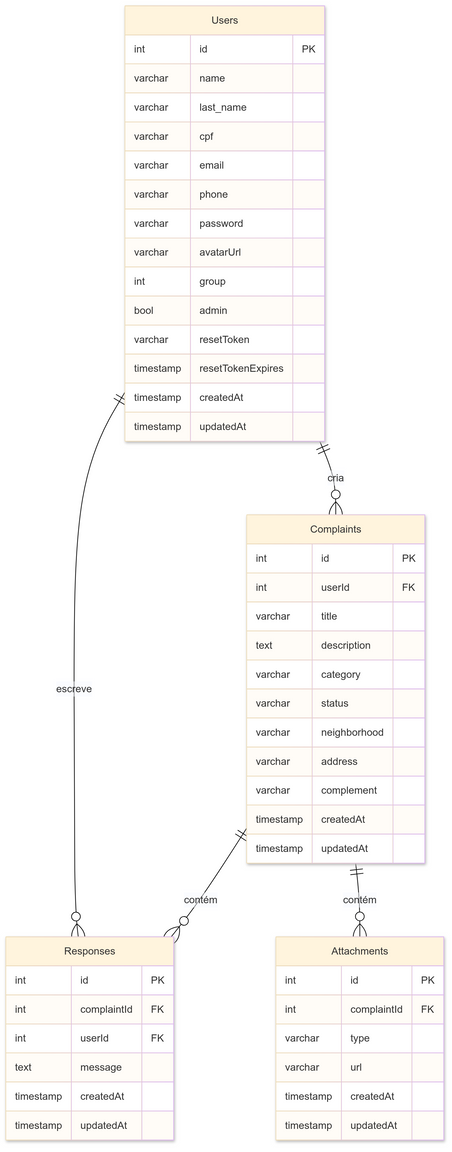 Users
int id PK
varchar name
varchar last_name
varchar cpf
varchar email
varchar phone
varchar password
varchar avatarUrl
int group
bool admin
varchar resetToken
timestamp resetTokenExpires
timestamp createdAt
timestamp updatedAt
cria
Complaints
int id PK
int userId FK
varchar title
text description
varchar category
varchar status
varchar neighborhood
varchar address
varchar complement
timestamp createdAt
timestamp updatedAt
escreve
contém
contém
Responses
int id PK
int complaintId FK
int userId FK
text message
timestamp createdAt
timestamp updatedAt
Attachments
int id PK
int complaintId FK
varchar type
varchar url
timestamp createdAt
timestamp updatedAt